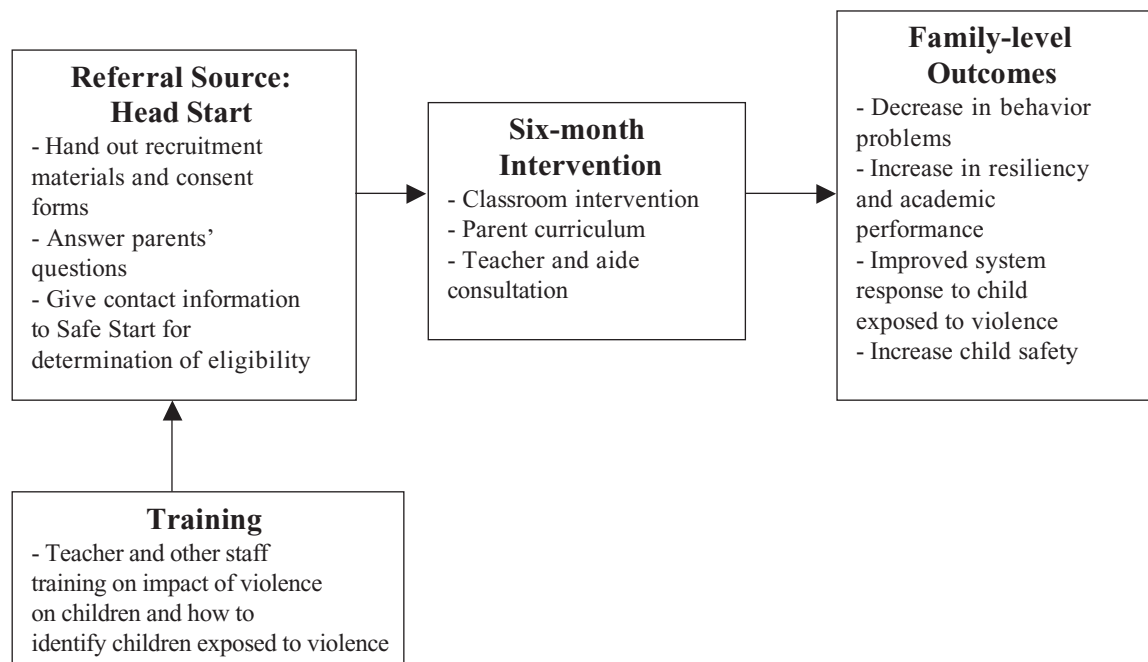 Referral Source:
Head Start
- Hand out recruitment
materials and consent
forms
- Answer parents’
questions
- Give contact information
to Safe Start for
determination of eligibility
Six-month
Intervention
- Classroom intervention
- Parent curriculum
- Teacher and aide
consultation
Family-level
Outcomes
- Decrease in behavior
problems
- Increase in resiliency
and academic
performance
- Improved system
response to child
exposed to violence
- Increase child safety
Training
- Teacher and other staff
training on impact of violence
on children and how to
identify children exposed to violence